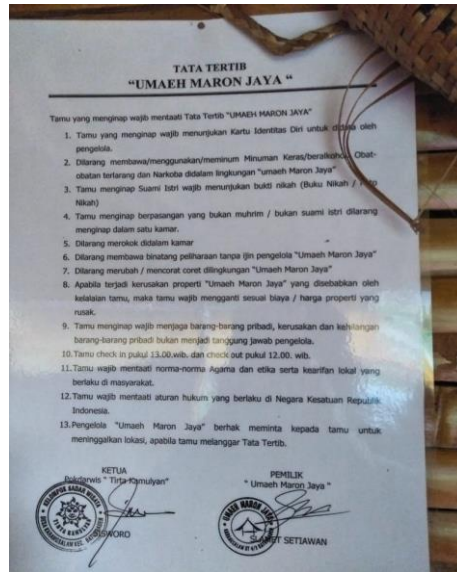 TATA TERTIB
"UMAEH MARON JAYA "
Tamu yang menginap wajib mentaati Tata Tertib "UMAEH MARON JAYA"
1. Tamu yang menginap wajib menunjukan Kartu Identitas Diri untuk didata oleh
pengelola.
2. Dilarang membawa/menggunakan/meminum Minuman Keras/beralkohol, Obat-
obatan terlarang dan Narkoba didalam lingkungan "umaeh Maron Jaya"
3. Tamu menginap Suami Istri wajib menunjukan bukti nikah (Buku Nikah /
Nikah)
4. Tamu menginap berpasangan yang bukan muhrim / bukan suami istri dilarang
menginap dalam satu kamar.
5. Dilarang merokok didalam kamar
6. Dilarang membawa binatang peliharaan tanpa ijin pengelola "Umaeh Maron Jaya"
7. Dilarang merubah / mencorat coret dilingkungan "Umaeh Maron Jaya"
8. Apabila terjadi kerusakan properti "Umaeh Maron Jaya" yang disebabkan oleh
kelalaian tamu, maka tamu wajib mengganti sesuai biaya / harga properti yang
rusak.
9. Tamu menginap wajib menjaga barang-barang pribadi, kerusakan dan kehilangan
barang-barang pribadi bukan menjadi tanggung jawab pengelola.
10. Tamu check in pukul 13.00.wib. dan check out pukul 12.00. wib.
11. Tamu wajib mentaati norma-norma Agama dan etika serta kearifan lokal yang
berlaku di masyarakat.
12. Tamu wajib mentaati aturan hukum yang berlaku di Negara Kesatuan Republik
Indonesia.
13. Pengelola "Umaeh Maron Jaya" berhak meminta kepada tamu untuk
meninggalkan lokasi, apabila tamu melanggar Tata Tertib.
KETUA
Pokdarwis " Tirta Kamulyan"
PEMILIK
" Umaeh Maron Jaya "
UMAEH MARON JAYA
SLAMET SETIAWAN